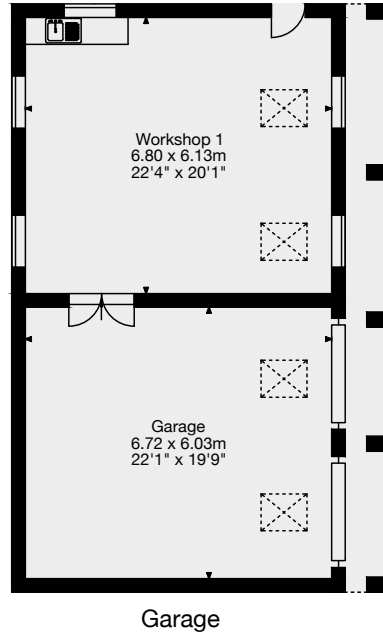 Workshop 1
6.80 x 6.13m
22'4" x 20'1"
Garage
6.72 x 6.03m
22'1" x 19'9"
Garage